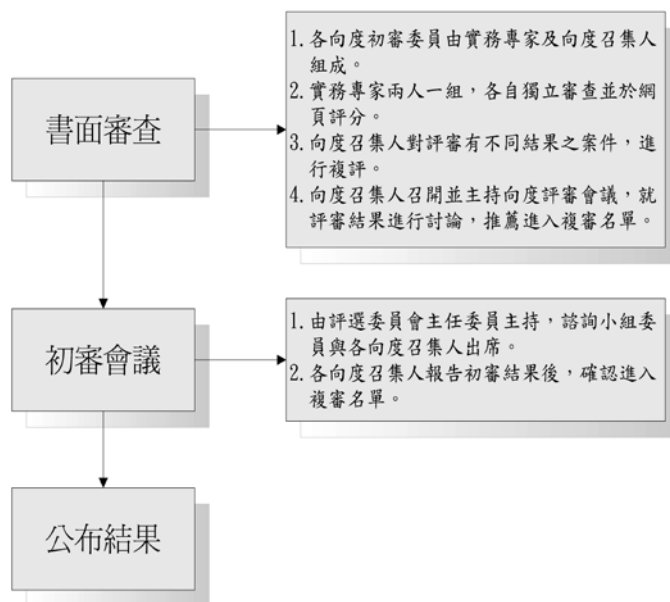 書面審查
1. 各向度初審委員由實務專家及向度召集人
組成。
2. 實務專家兩人一組，各自獨立審查並於網
頁評分。
3. 向度召集人對評審有不同結果之案件，進
行複評。
4. 向度召集人召開並主持向度評審會議，就
評審結果進行討論，推薦進入複審名單。
初審會議
1. 由評選委員會主任委員主持，諮詢小組委
員與各向度召集人出席。
2. 各向度召集人報告初審結果後，確認進入
複審名單。
公布結果